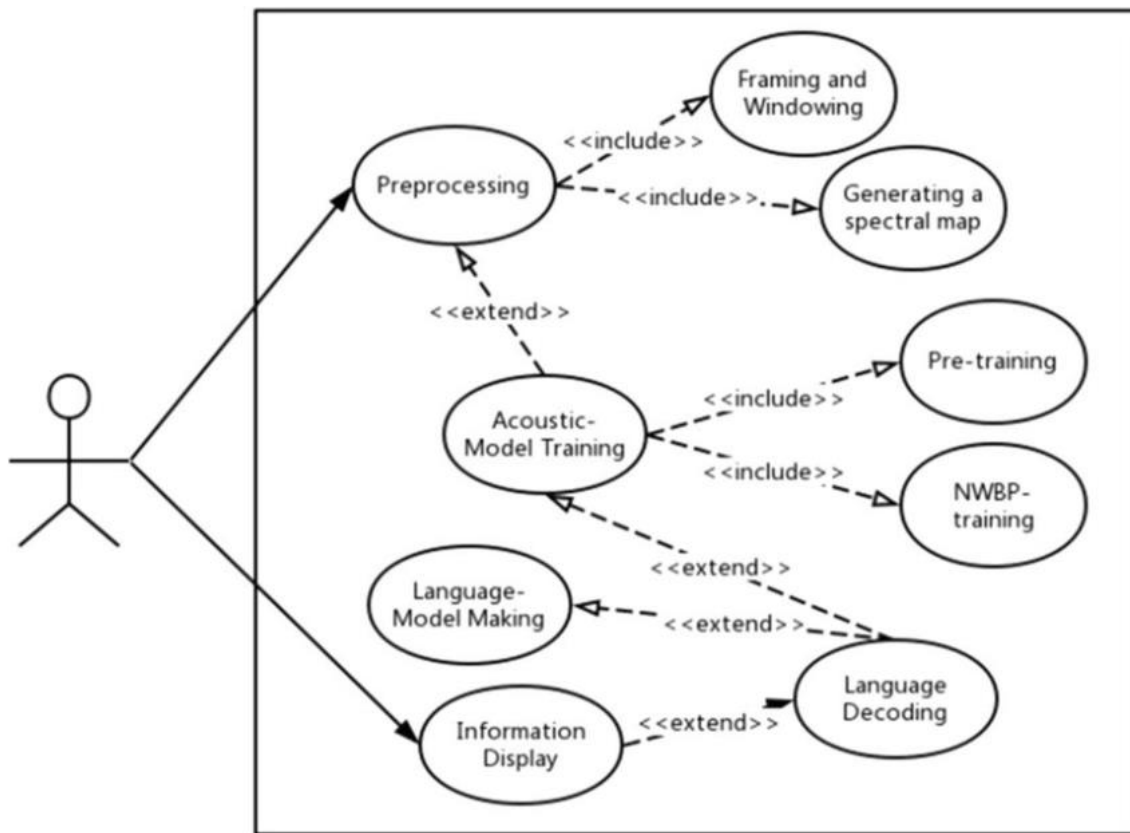 Framing and
Windowing
<<include>>
Preprocessing
<<include>>
Generating a
spectral map
<<extend>>
Pre-training
<<include>>
Acoustic-
Model Training
<<include>>
NWBP-
training
<<extend>>
Language-
Model Making
<<extend>>
Language
Decoding
<<extend>>
Information
Display